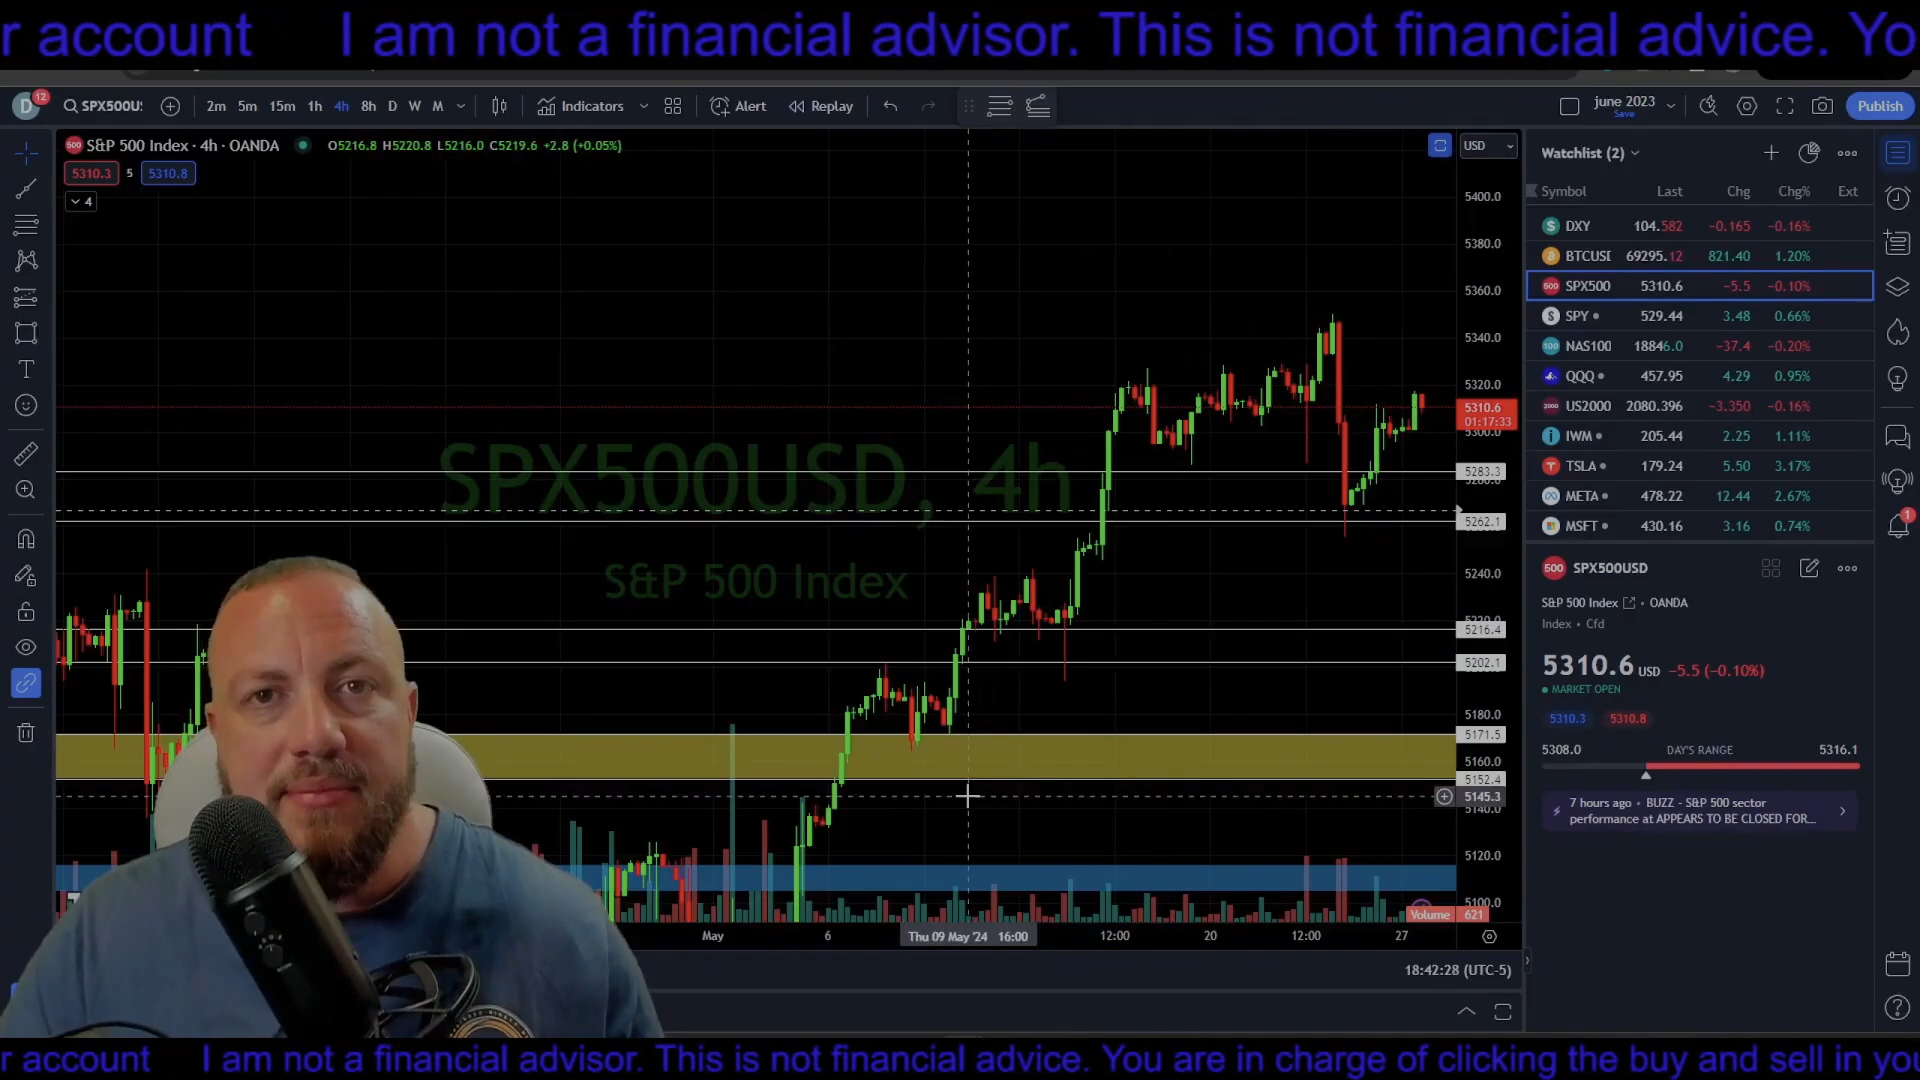 r account I am not a financial advisor. This is not financial advice. Yo
D 12 SPX500U: 2m 5m 15m 1h 4h 8h D W M Indicators Alert Replay june 2023 Save Publish
S&P 500 Index · 4h · OANDA O5216.8 H5220.8 L5216.0 C5219.6 +2.8 (+0.05%) USD
5310.3 5 5310.8
4
SPX500USD, 4h
S&P 500 Index
5400.0
5380.0
5360.0
5340.0
5320.0
5310.6
01:17:33
5300.0
5283.3
5280.0
5262.1
5240.0
5220.0
5216.4
5202.1
5180.0
5171.5
5160.0
5152.4
5145.3
5140.0
5120.0
5100.0
Volume 621
May 6 Thu 09 May '24 16:00 12:00 20 12:00 27
18:42:28 (UTC-5)
Watchlist (2)
Symbol Last Chg Chg% Ext
DXY 104.582 −0.165 −0.16%
BTCUSI 69295.12 821.40 1.20%
SPX500 5310.6 −5.5 −0.10%
SPY 529.44 3.48 0.66%
NAS100 18846.0 −37.4 −0.20%
QQQ 457.95 4.29 0.95%
US2000 2080.396 −3.350 −0.16%
IWM 205.44 2.25 1.11%
TSLA 179.24 5.50 3.17%
META 478.22 12.44 2.67%
MSFT 430.16 3.16 0.74%
1
500 SPX500USD
S&P 500 Index · OANDA
Index · Cfd
5310.6 USD −5.5 (−0.10%)
MARKET OPEN
5310.3 5310.8
5308.0 DAY'S RANGE 5316.1
7 hours ago · BUZZ - S&P 500 sector
performance at APPEARS TO BE CLOSED FOR...
r account I am not a financial advisor. This is not financial advice. You are in charge of clicking the buy and sell in you